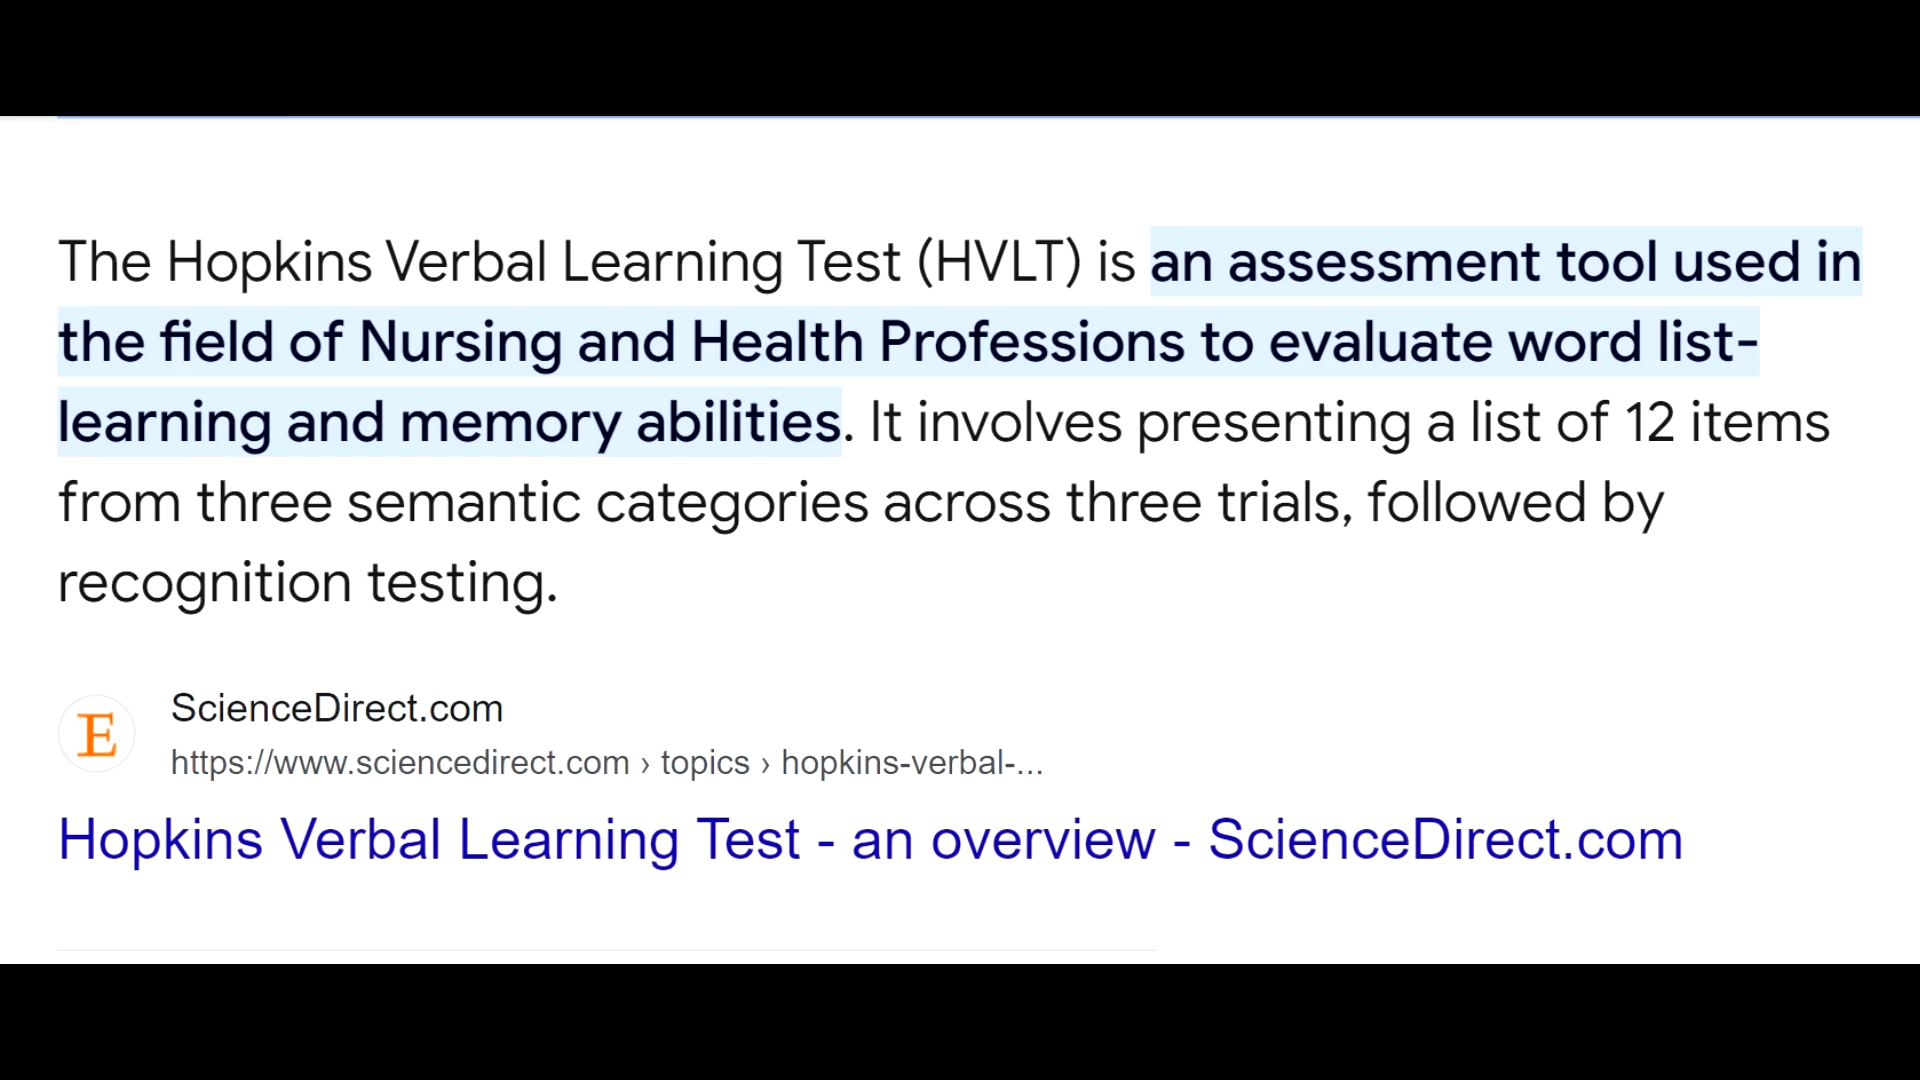 The Hopkins Verbal Learning Test (HVLT) is an assessment tool used in
the field of Nursing and Health Professions to evaluate word list-
learning and memory abilities. It involves presenting a list of 12 items
from three semantic categories across three trials, followed by
recognition testing.
E
ScienceDirect.com
https://www.sciencedirect.com › topics › hopkins-verbal-...
Hopkins Verbal Learning Test - an overview - ScienceDirect.com